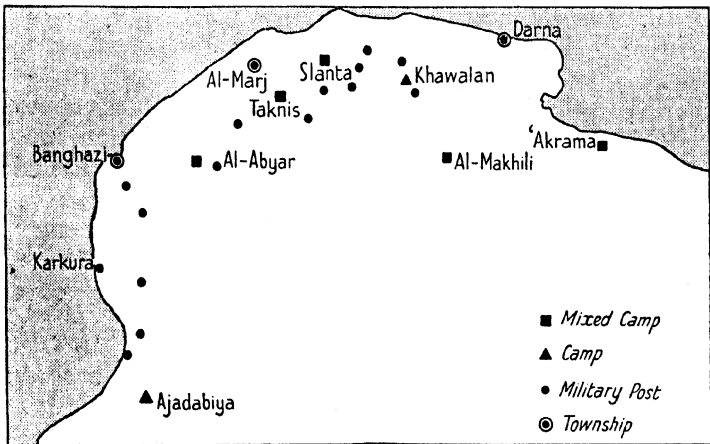 Darna
Slanta
Al-Marj
Khawalan
Taknis
'Akrama
Banghazi
Al-Abyar
Al-Makhili
Karkura
Mixed Camp
Camp
Ajadabiya
Military Post
Township